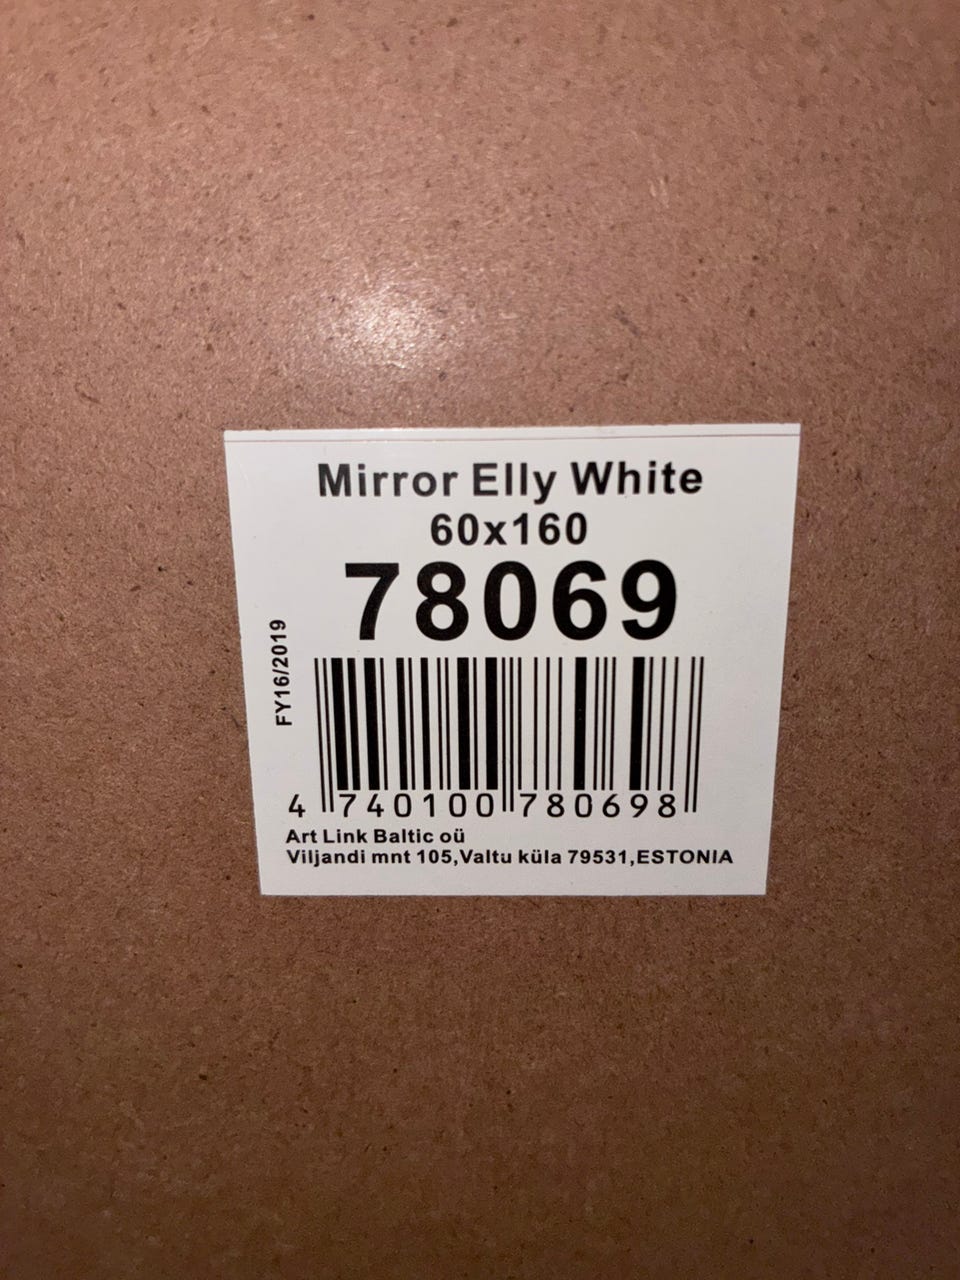 Mirror Elly White
60x160
78069
FY16/2019
4 740100 780698
Art Link Baltic oü
Viljandi mnt 105,Valtu küla 79531,ESTONIA